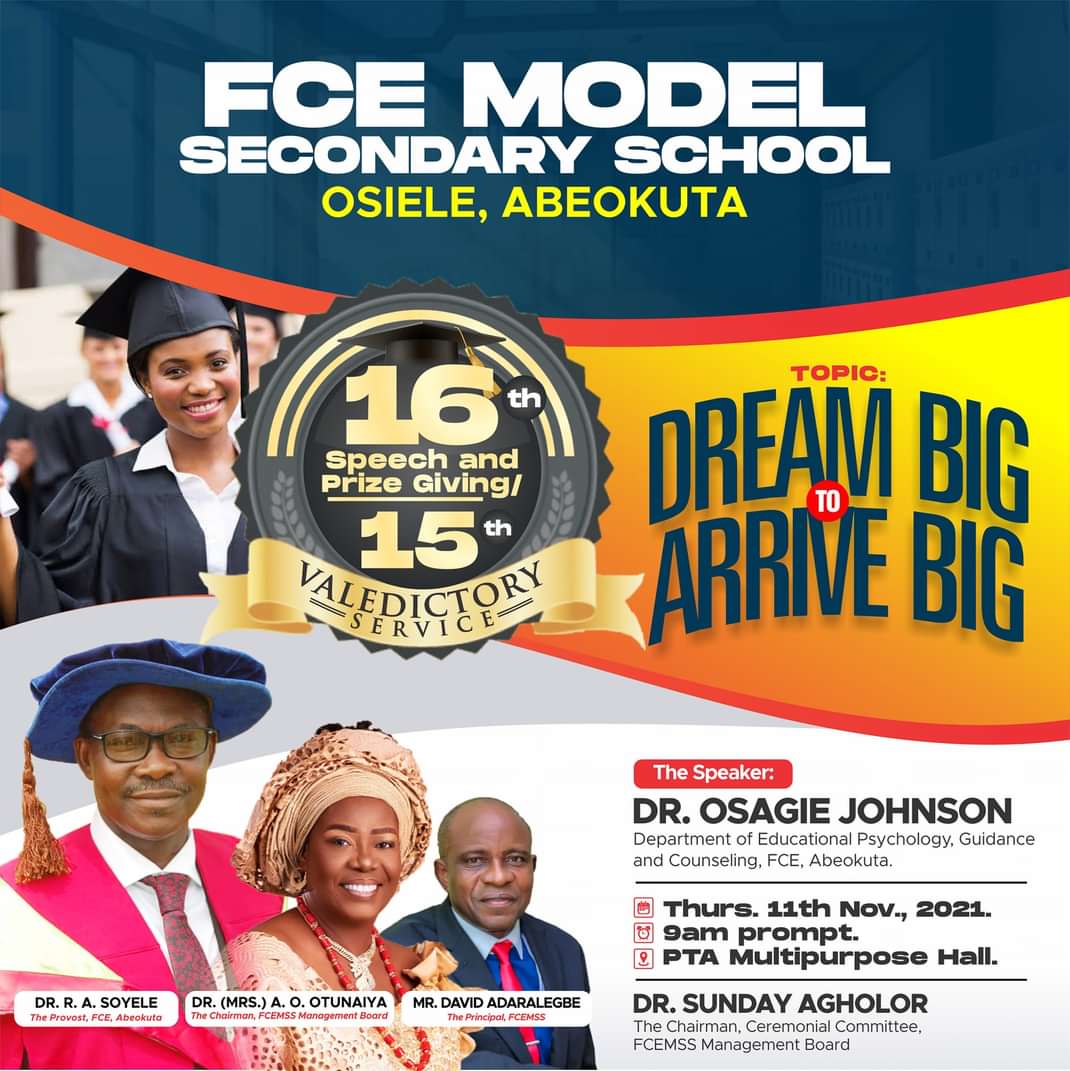 FCE MODEL
SECONDARY SCHOOL
OSIELE, ABEOKUTA
16th
Speech and
Prize Giving/
15th
VALEDICTORY
SERVICE
TOPIC:
DREAM BIG
TO
ARRIVE BIG
The Speaker:
DR. OSAGIE JOHNSON
Department of Educational Psychology, Guidance
and Counseling, FCE, Abeokuta.
Thurs. 11th Nov., 2021.
9am prompt.
PTA Multipurpose Hall.
DR. SUNDAY AGHOLOR
The Chairman, Ceremonial Committee,
FCEMSS Management Board
DR. R. A. SOYELE
The Provost, FCE, Abeokuta
DR. (MRS.) A. O. OTUNAIYA
The Chairman, FCEMSS Management Board
MR. DAVID ADARALEGBE
The Principal, FCEMSS